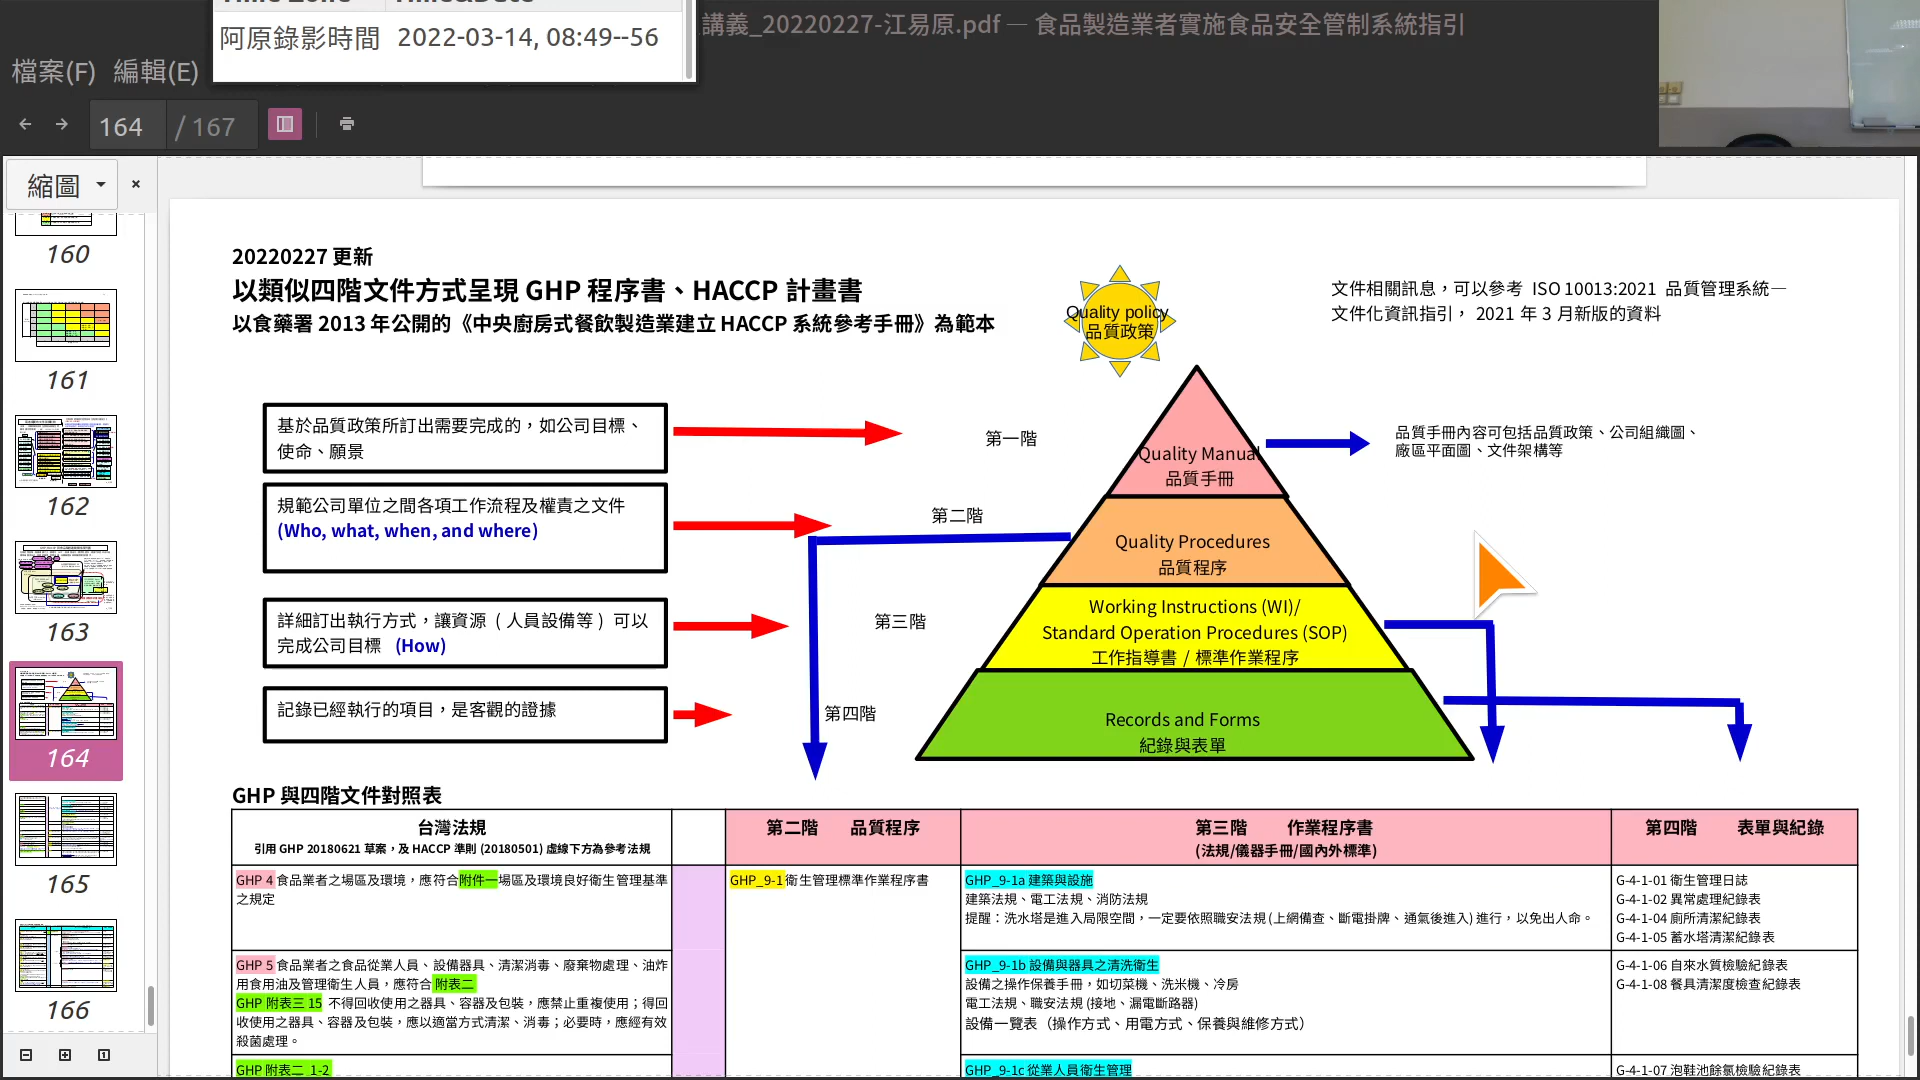 阿原錄影時間 2022-03-14, 08:49--56
講義_20220227-江易原.pdf — 食品製造業者實施食品安全管制系統指引
檔案(F) 編輯(E)
164 / 167
縮圖
160
161
162
163
164
165
166
20220227 更新
以類似四階文件方式呈現 GHP 程序書、HACCP 計畫書
以食藥署 2013 年公開的《中央廚房式餐飲製造業建立 HACCP 系統參考手冊》為範本
Quality policy
品質政策
文件相關訊息，可以參考 ISO 10013:2021 品質管理系統—
文件化資訊指引， 2021 年 3 月新版的資料
基於品質政策所訂出需要完成的，如公司目標、
使命、願景
第一階
Quality Manual
品質手冊
品質手冊內容可包括品質政策、公司組織圖、
廠區平面圖、文件架構等
規範公司單位之間各項工作流程及權責之文件
(Who, what, when, and where)
第二階
Quality Procedures
品質程序
詳細訂出執行方式，讓資源 ( 人員設備等 ) 可以
完成公司目標 (How)
第三階
Working Instructions (WI)/
Standard Operation Procedures (SOP)
工作指導書 / 標準作業程序
記錄已經執行的項目，是客觀的證據
第四階
Records and Forms
紀錄與表單
GHP 與四階文件對照表
台灣法規
引用 GHP 20180621 草案，及 HACCP 準則 (20180501) 虛線下方為參考法規
第二階 品質程序
第三階 作業程序書
(法規/儀器手冊/國內外標準)
第四階 表單與紀錄
GHP 4 食品業者之場區及環境，應符合附件一場區及環境良好衛生管理基準
之規定
GHP_9-1衛生管理標準作業程序書
GHP_9-1a 建築與設施
建築法規、電工法規、消防法規
提醒：洗水塔是進入局限空間，一定要依照職安法規 (上網備查、斷電掛牌、通氣後進入) 進行，以免出人命。
G-4-1-01 衛生管理日誌
G-4-1-02 異常處理紀錄表
G-4-1-04 廁所清潔紀錄表
G-4-1-05 蓄水塔清潔紀錄表
GHP 5 食品業者之食品從業人員、設備器具、清潔消毒、廢棄物處理、油炸
用食用油及管理衛生人員，應符合 附表二
GHP 附表三 15 不得回收使用之器具、容器及包裝，應禁止重複使用；得回
收使用之器具、容器及包裝，應以適當方式清潔、消毒；必要時，應經有效
殺菌處理。
GHP_9-1b 設備與器具之清洗衛生
設備之操作保養手冊，如切菜機、洗米機、冷房
電工法規、職安法規 (接地、漏電斷路器)
設備一覽表（操作方式、用電方式、保養與維修方式）
G-4-1-06 自來水質檢驗紀錄表
G-4-1-08 餐具清潔度檢查紀錄表
GHP 附表二 1-2
GHP_9-1c 從業人員衛生管理
G-4-1-07 泡鞋池餘氯檢驗紀錄表